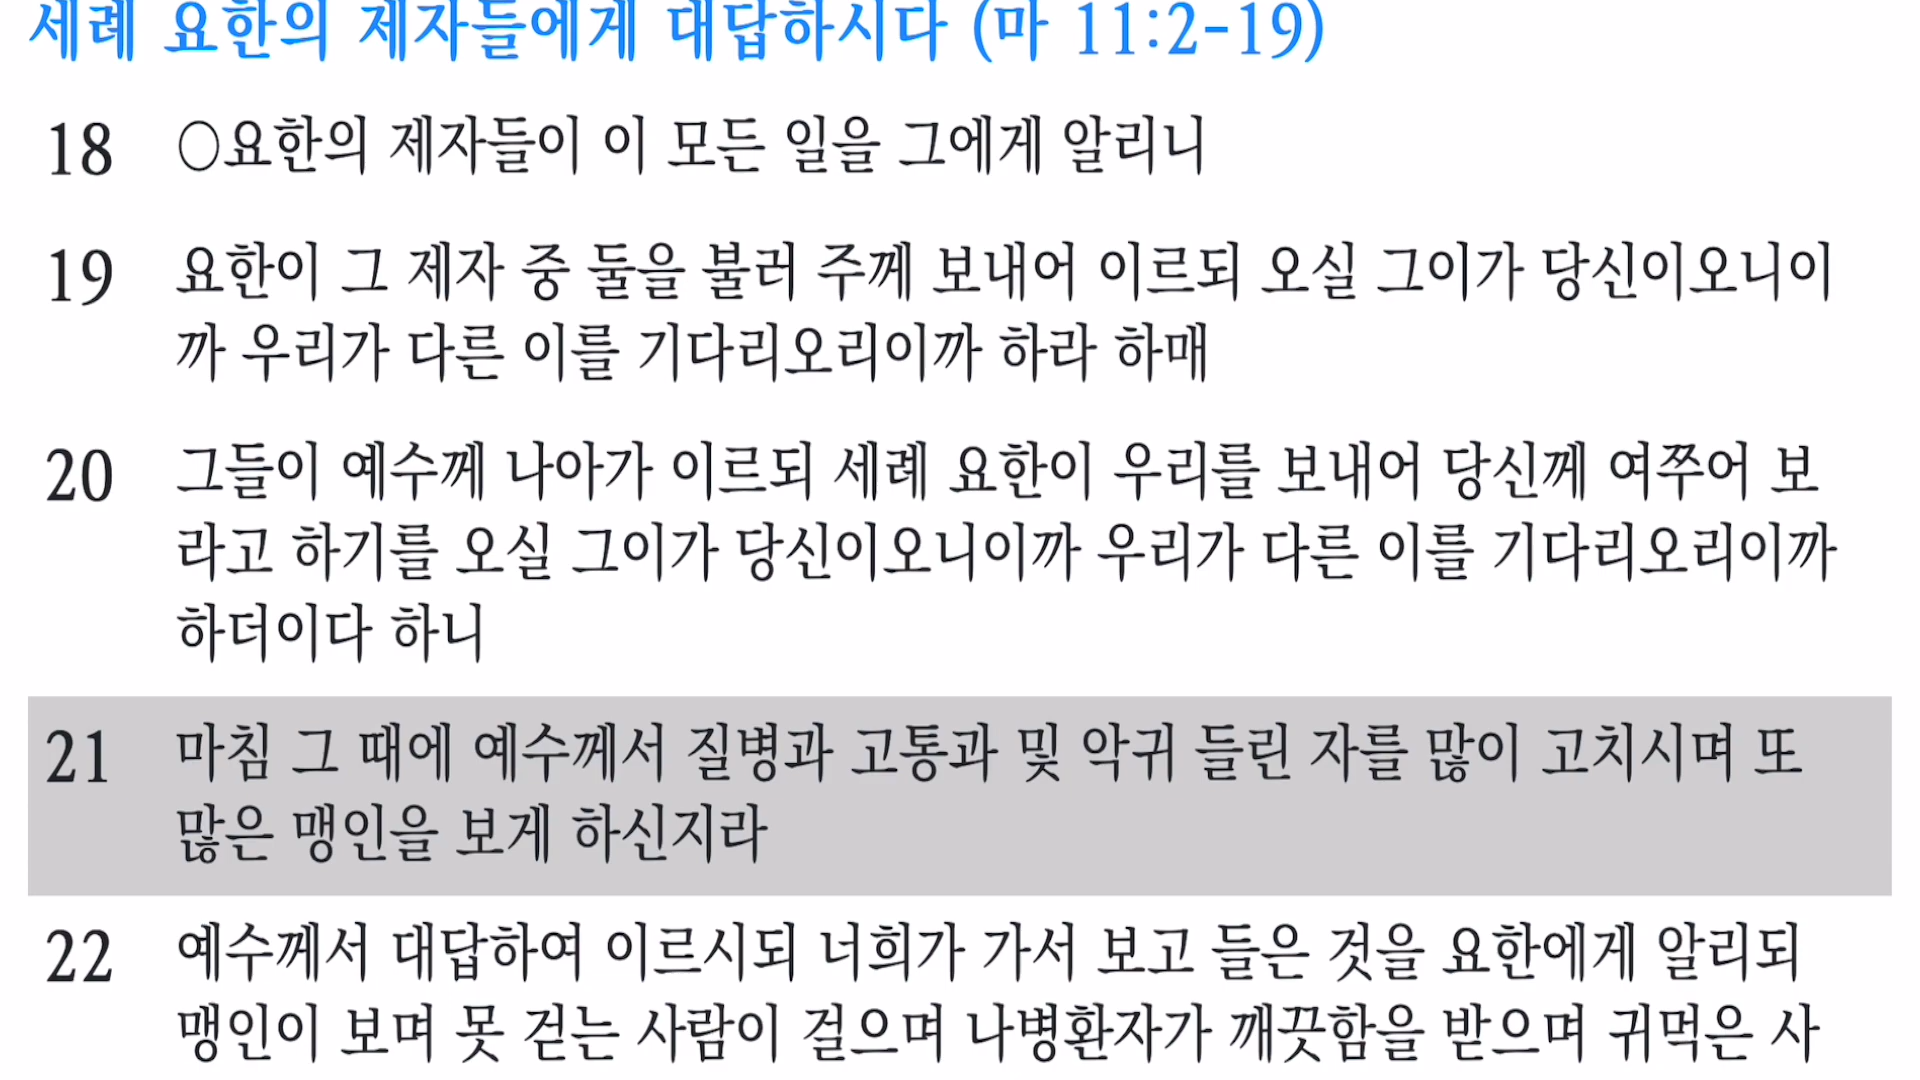 세례 요한의 제자들에게 대답하시다 (마 11:2-19)
18 ○요한의 제자들이 이 모든 일을 그에게 알리니
19 요한이 그 제자 중 둘을 불러 주께 보내어 이르되 오실 그이가 당신이오니이
까 우리가 다른 이를 기다리오리이까 하라 하매
20 그들이 예수께 나아가 이르되 세례 요한이 우리를 보내어 당신께 여쭈어 보
라고 하기를 오실 그이가 당신이오니이까 우리가 다른 이를 기다리오리이까
하더이다 하니
21 마침 그 때에 예수께서 질병과 고통과 및 악귀 들린 자를 많이 고치시며 또
많은 맹인을 보게 하신지라
22 예수께서 대답하여 이르시되 너희가 가서 보고 들은 것을 요한에게 알리되
맹인이 보며 못 걷는 사람이 걸으며 나병환자가 깨끗함을 받으며 귀먹은 사